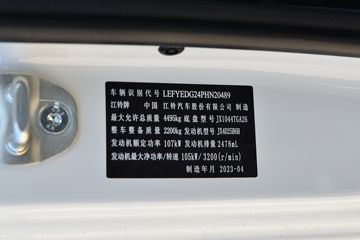 车辆识别代号 LEFYEDG24PHN20489
江铃牌 中国 江铃汽车股份有限公司 制造
最大允许总质量 4495kg 底盘型号 JX1044TGA26
整车整备质量 2200kg 发动机型号 JX4D25B6H
发动机额定功率 107kW 发动机排量 2478mL
发动机最大净功率/转速 105kW/3200(r/min)
制造年月 2023-04